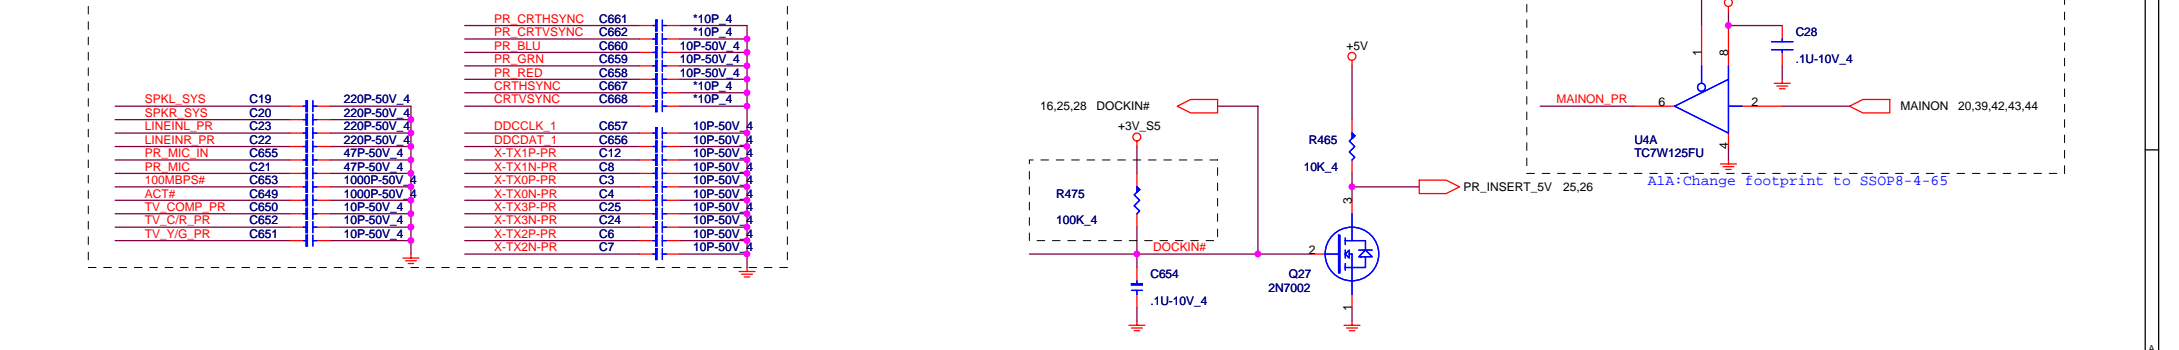 PR_CRTHSYNC C661 *10P_4
PR_CRTVSYNC C662 *10P_4
PR_BLU C660 10P-50V_4
PR_GRN C659 10P-50V_4
PR_RED C658 10P-50V_4
CRTHSYNC C667 *10P_4
CRTVSYNC C668 *10P_4
SPKL_SYS C19 220P-50V_4
SPKR_SYS C20 220P-50V_4
LINEINL_PR C23 220P-50V_4
LINEINR_PR C22 220P-50V_4
PR_MIC_IN C655 47P-50V_4
PR_MIC C21 47P-50V_4
100MBPS# C653 1000P-50V_4
ACT# C649 1000P-50V_4
TV_COMP_PR C650 10P-50V_4
TV_C/R_PR C652 10P-50V_4
TV_Y/G_PR C651 10P-50V_4
DDCCLK_1 C657 10P-50V_4
DDCDAT_1 C656 10P-50V_4
X-TX1P-PR C12 10P-50V_4
X-TX1N-PR C8 10P-50V_4
X-TX0P-PR C3 10P-50V_4
X-TX0N-PR C4 10P-50V_4
X-TX3P-PR C25 10P-50V_4
X-TX3N-PR C24 10P-50V_4
X-TX2P-PR C6 10P-50V_4
X-TX2N-PR C7 10P-50V_4
16,25,28 DOCKIN#
+3V_S5
R475
100K_4
DOCKIN#
C654
.1U-10V_4
+5V
R465
10K_4
PR_INSERT_5V 25,26
3
2
1
Q27
2N7002
1
8
C28
.1U-10V_4
MAINON_PR 6
2 MAINON 20,39,42,43,44
4
U4A
TC7W125FU
A1A:Change footprint to SSOP8-4-65
A